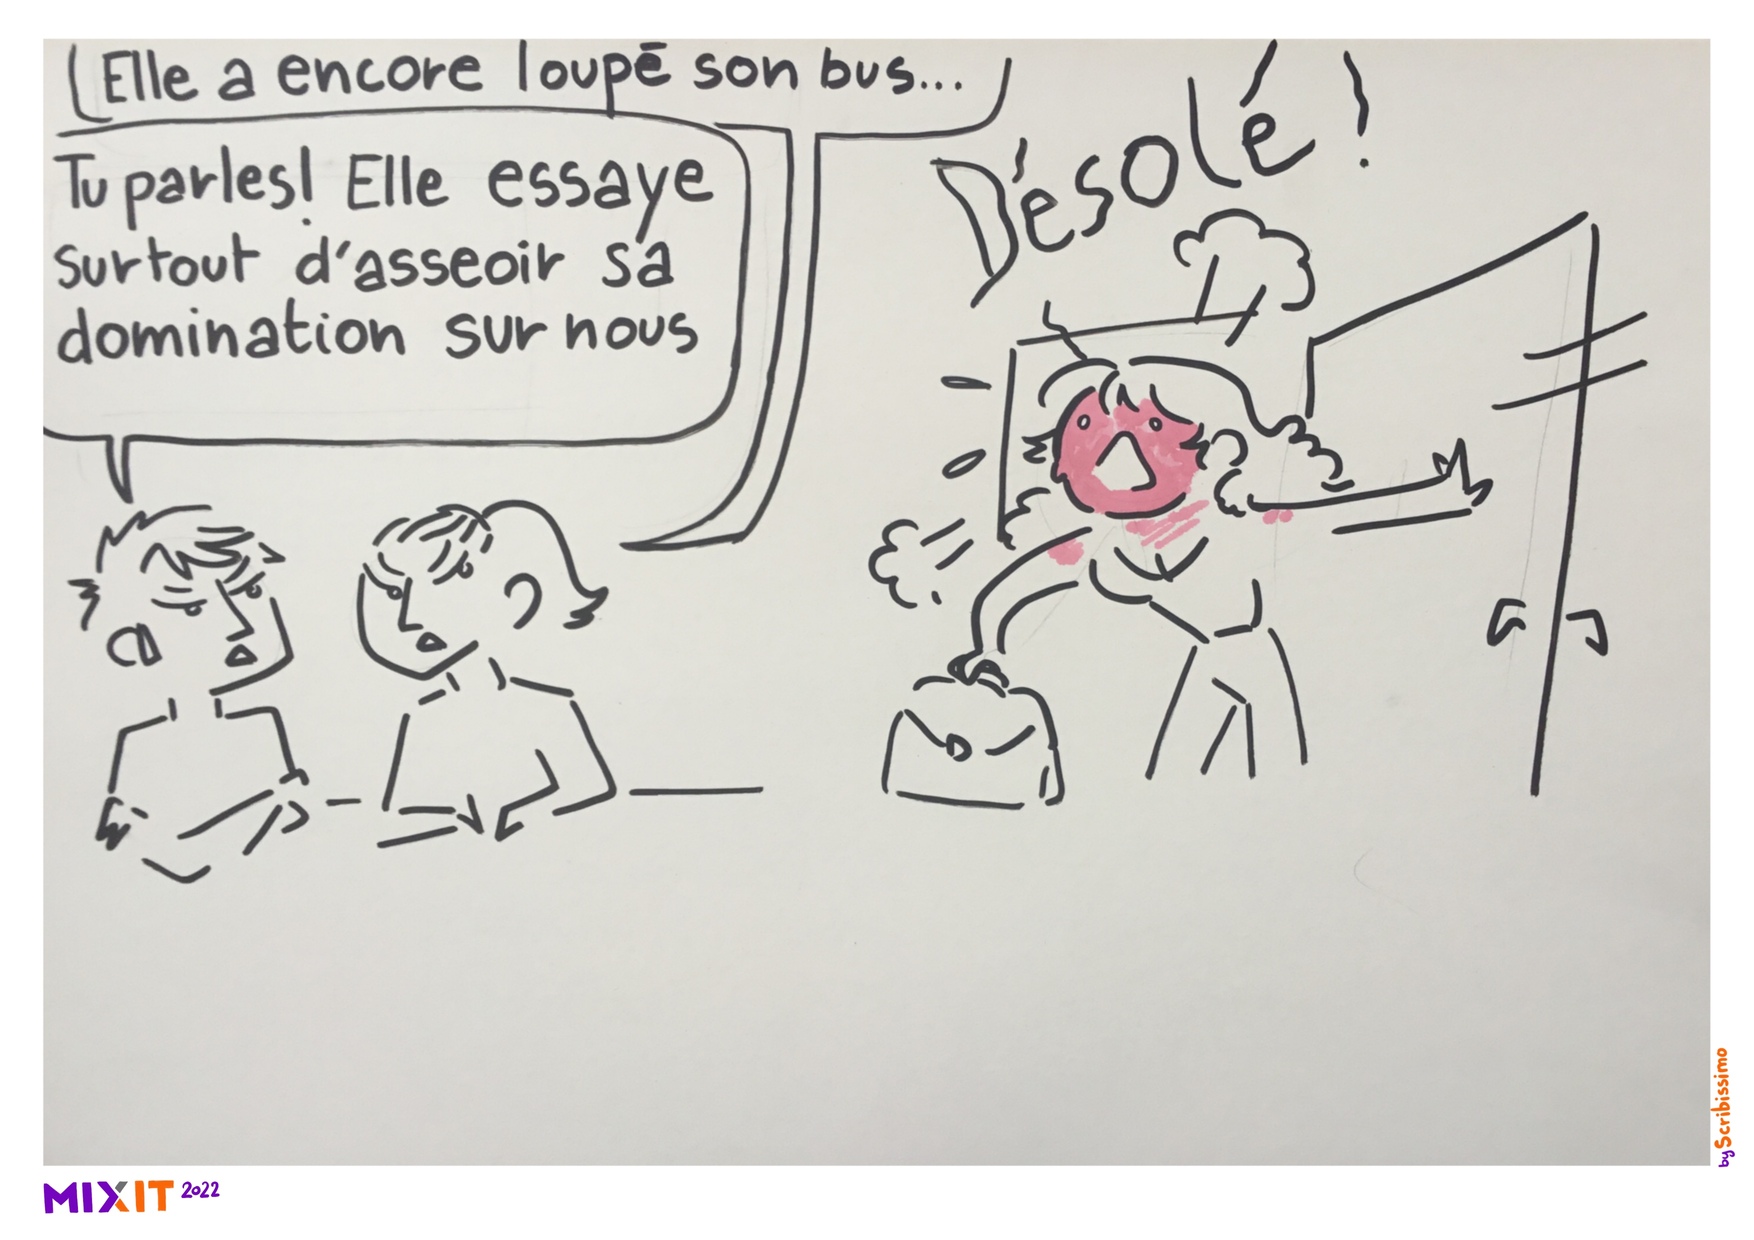 Elle a encore loupé son bus...
Tu parles! Elle essaye
surtout d'asseoir sa
domination sur nous
Désolé!
MIXIT 2022
by Scribissimo